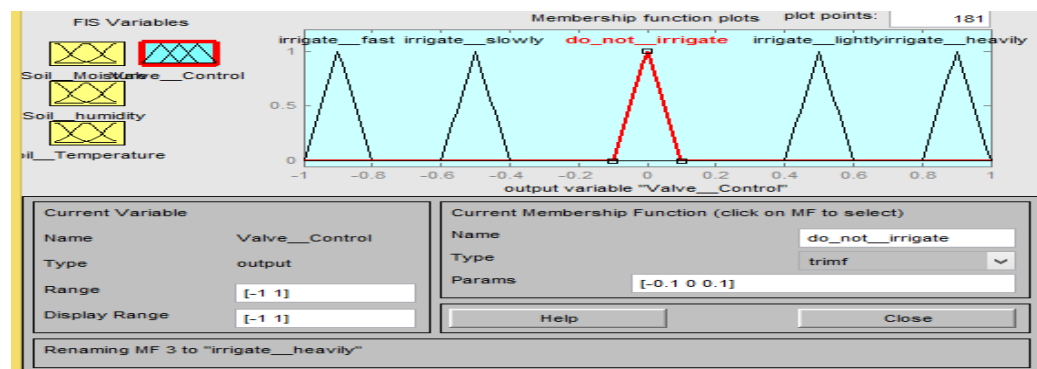 FIS Variables
Membership function plots
plot points:
181
irrigate__fast
irrigate__slowly
do_not__irrigate
irrigate__lightly
irrigate__heavily
Valve__Control
Soil__humidity
il__Temperature
1
0.5
0
-1 -0.8 -0.6 -0.4 -0.2 0 0.2 0.4 0.6 0.8 1
output variable "Valve__Control"
Current Variable
Name Valve__Control
Type output
Range [-1 1]
Display Range [-1 1]
Current Membership Function (click on MF to select)
Name do_not__irrigate
Type trimf
Params [-0.1 0 0.1]
Help
Close
Renaming MF 3 to "irrigate__heavily"